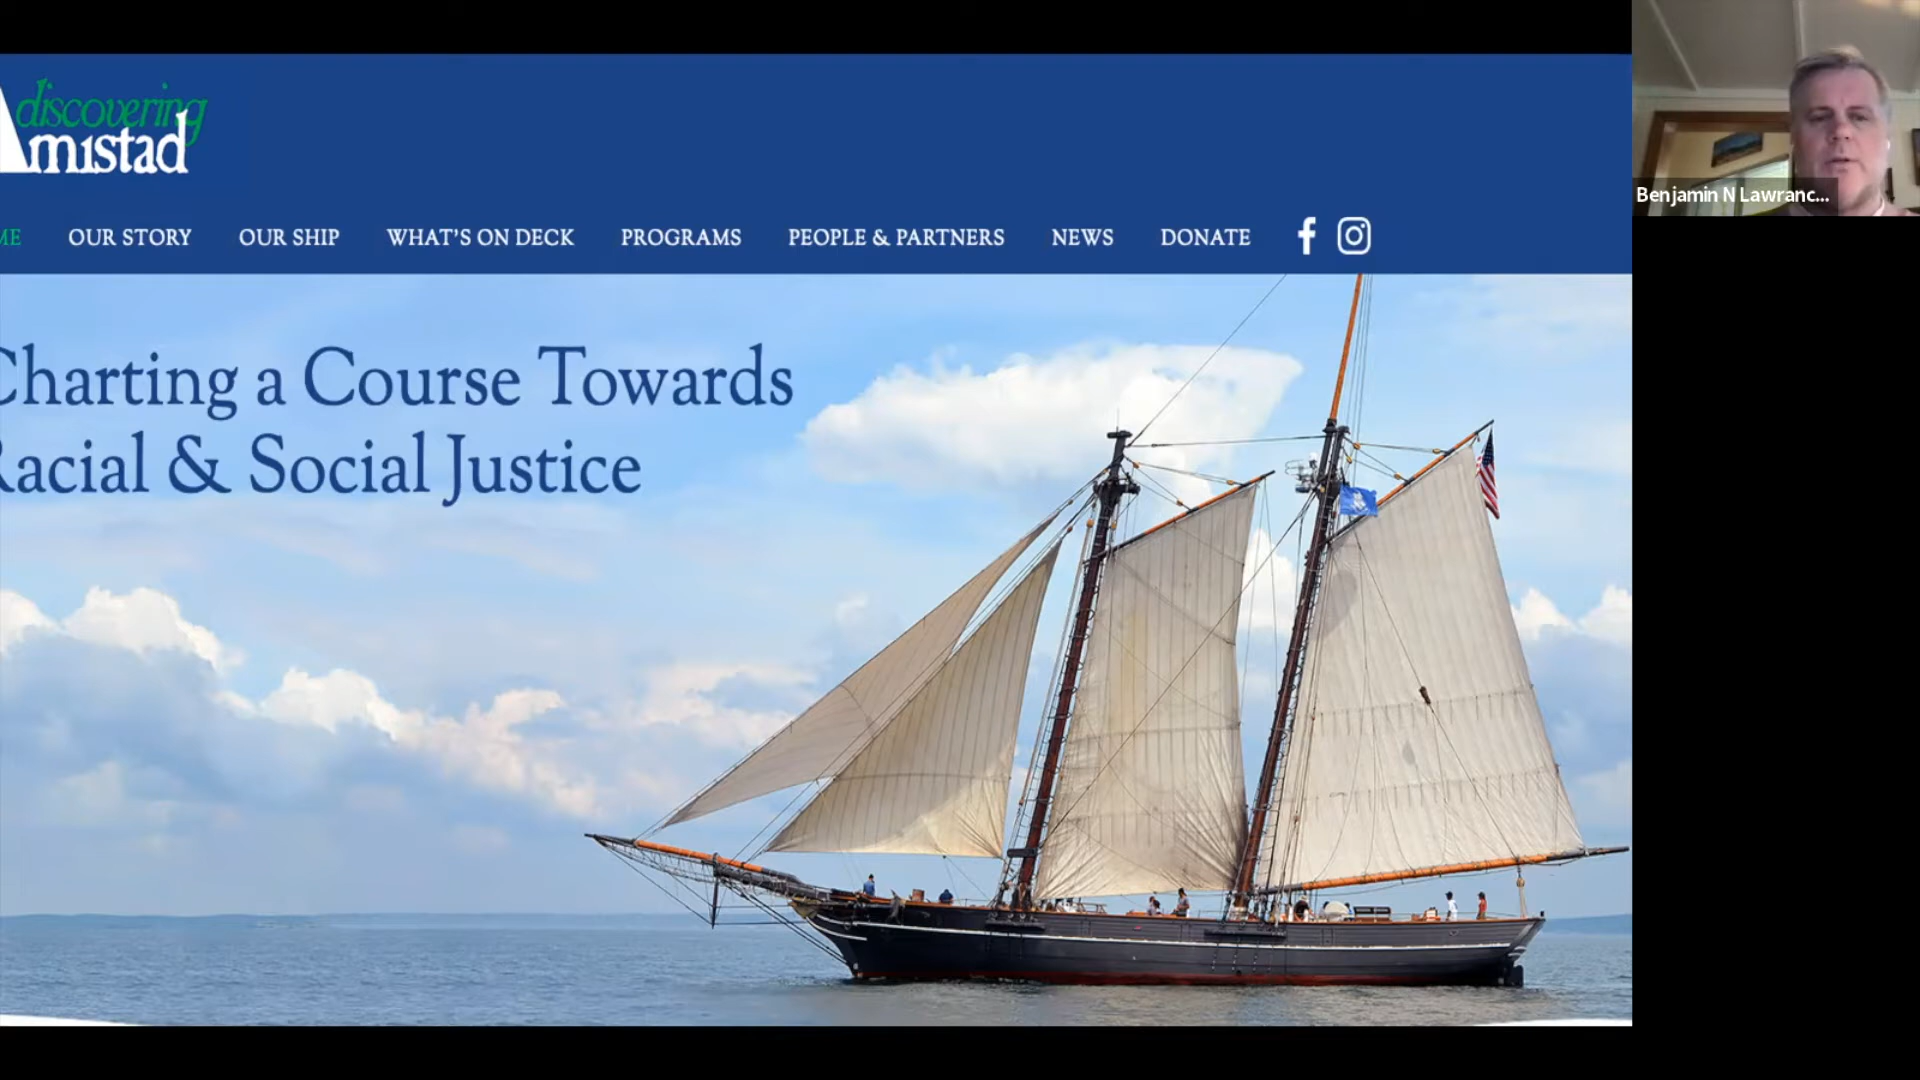 discovering
Amistad
ME
OUR STORY
OUR SHIP
WHAT'S ON DECK
PROGRAMS
PEOPLE & PARTNERS
NEWS
DONATE
Charting a Course Towards
Racial & Social Justice
Benjamin N Lawranc...